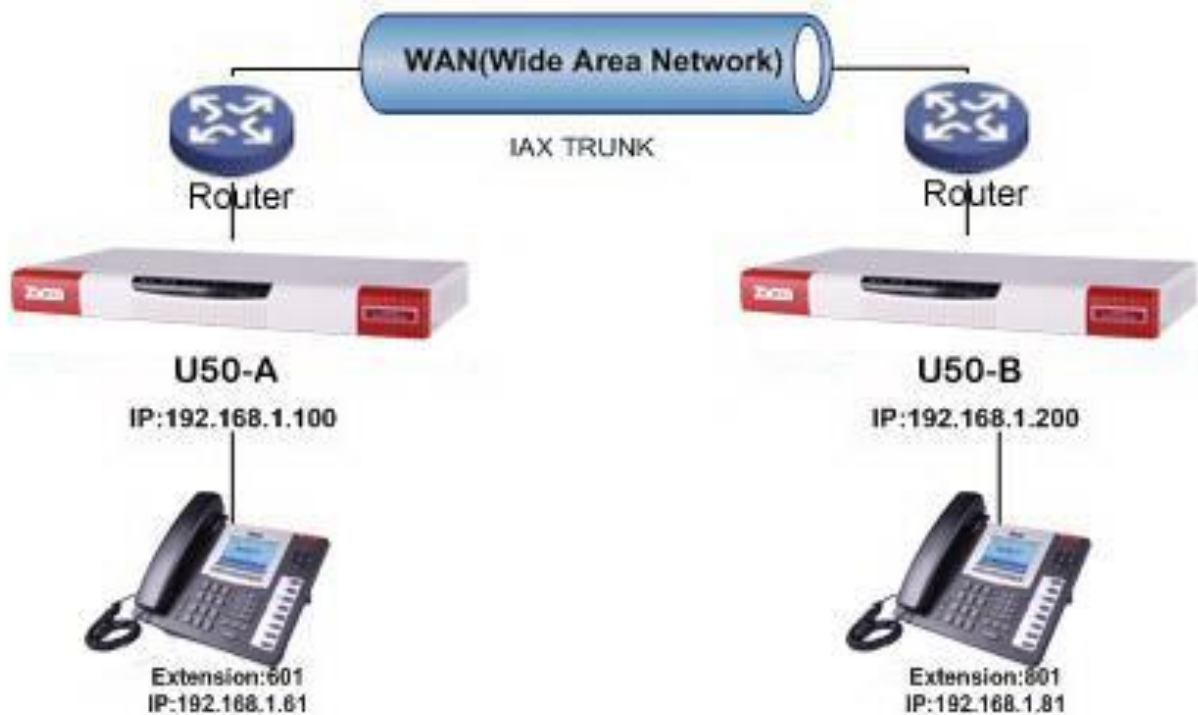 WAN(Wide Area Network)
IAX TRUNK
Router
Router
U50-A
U50-B
IP:192.168.1.100
IP:192.168.1.200
Extension:601
IP:192.168.1.61
Extension:801
IP:192.168.1.81